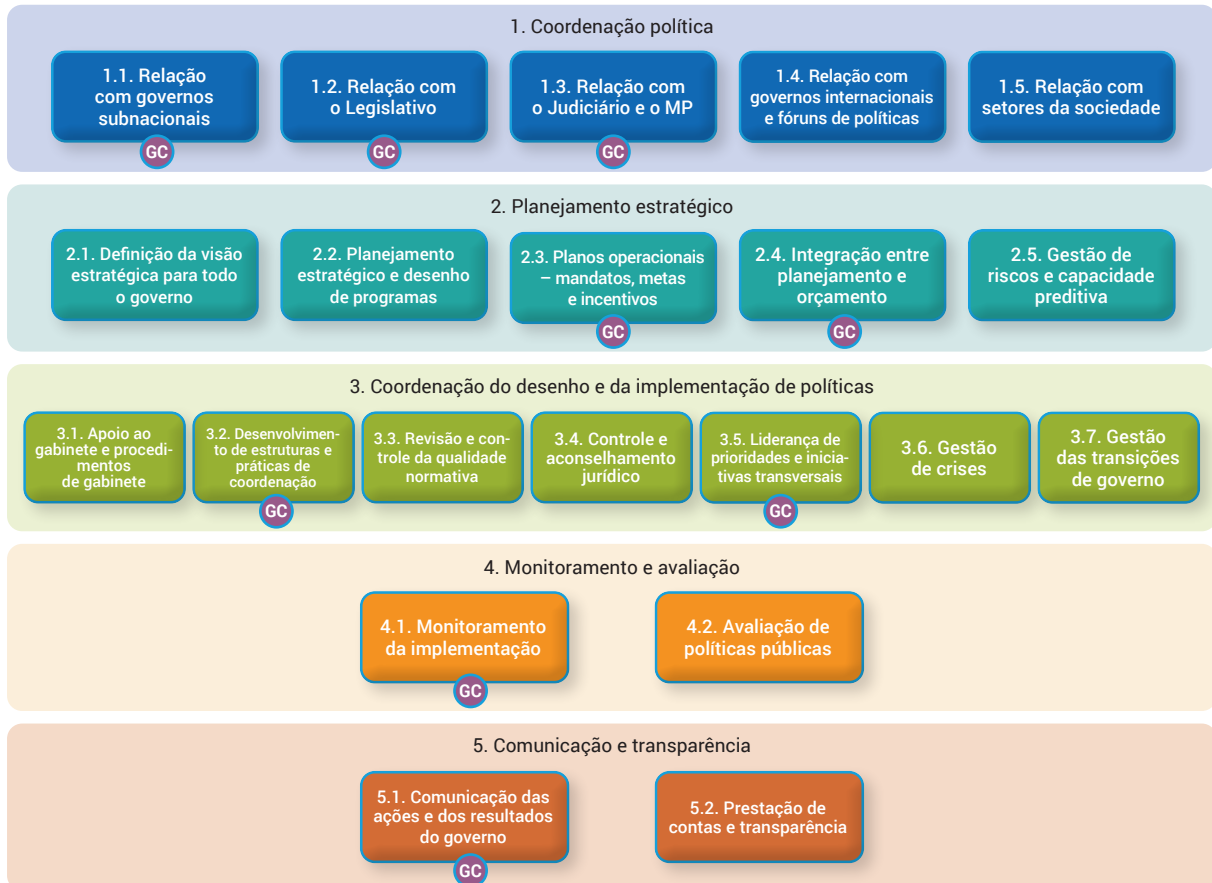 1. Coordenação política
1.1. Relação
com governos
subnacionais
GC
1.2. Relação com
o Legislativo
GC
1.3. Relação com
o Judiciário e o MP
GC
1.4. Relação com
governos internacionais
e fóruns de políticas
1.5. Relação com
setores da sociedade
2. Planejamento estratégico
2.1. Definição da visão
estratégica para todo
o governo
2.2. Planejamento
estratégico e desenho
de programas
2.3. Planos operacionais
– mandatos, metas
e incentivos
GC
2.4. Integração entre
planejamento e
orçamento
GC
2.5. Gestão de
riscos e capacidade
preditiva
3. Coordenação do desenho e da implementação de políticas
3.1. Apoio ao
gabinete e procedi-
mentos
de gabinete
3.2. Desenvolvimen-
to de estruturas e
práticas de
coordenação
GC
3.3. Revisão e con-
trole da qualidade
normativa
3.4. Controle e
aconselhamento
jurídico
3.5. Liderança de
prioridades e inicia-
tivas transversais
GC
3.6. Gestão
de crises
3.7. Gestão
das transições
de governo
4. Monitoramento e avaliação
4.1. Monitoramento
da implementação
GC
4.2. Avaliação de
políticas públicas
5. Comunicação e transparência
5.1. Comunicação das
ações e dos resultados
do governo
GC
5.2. Prestação de
contas e transparência